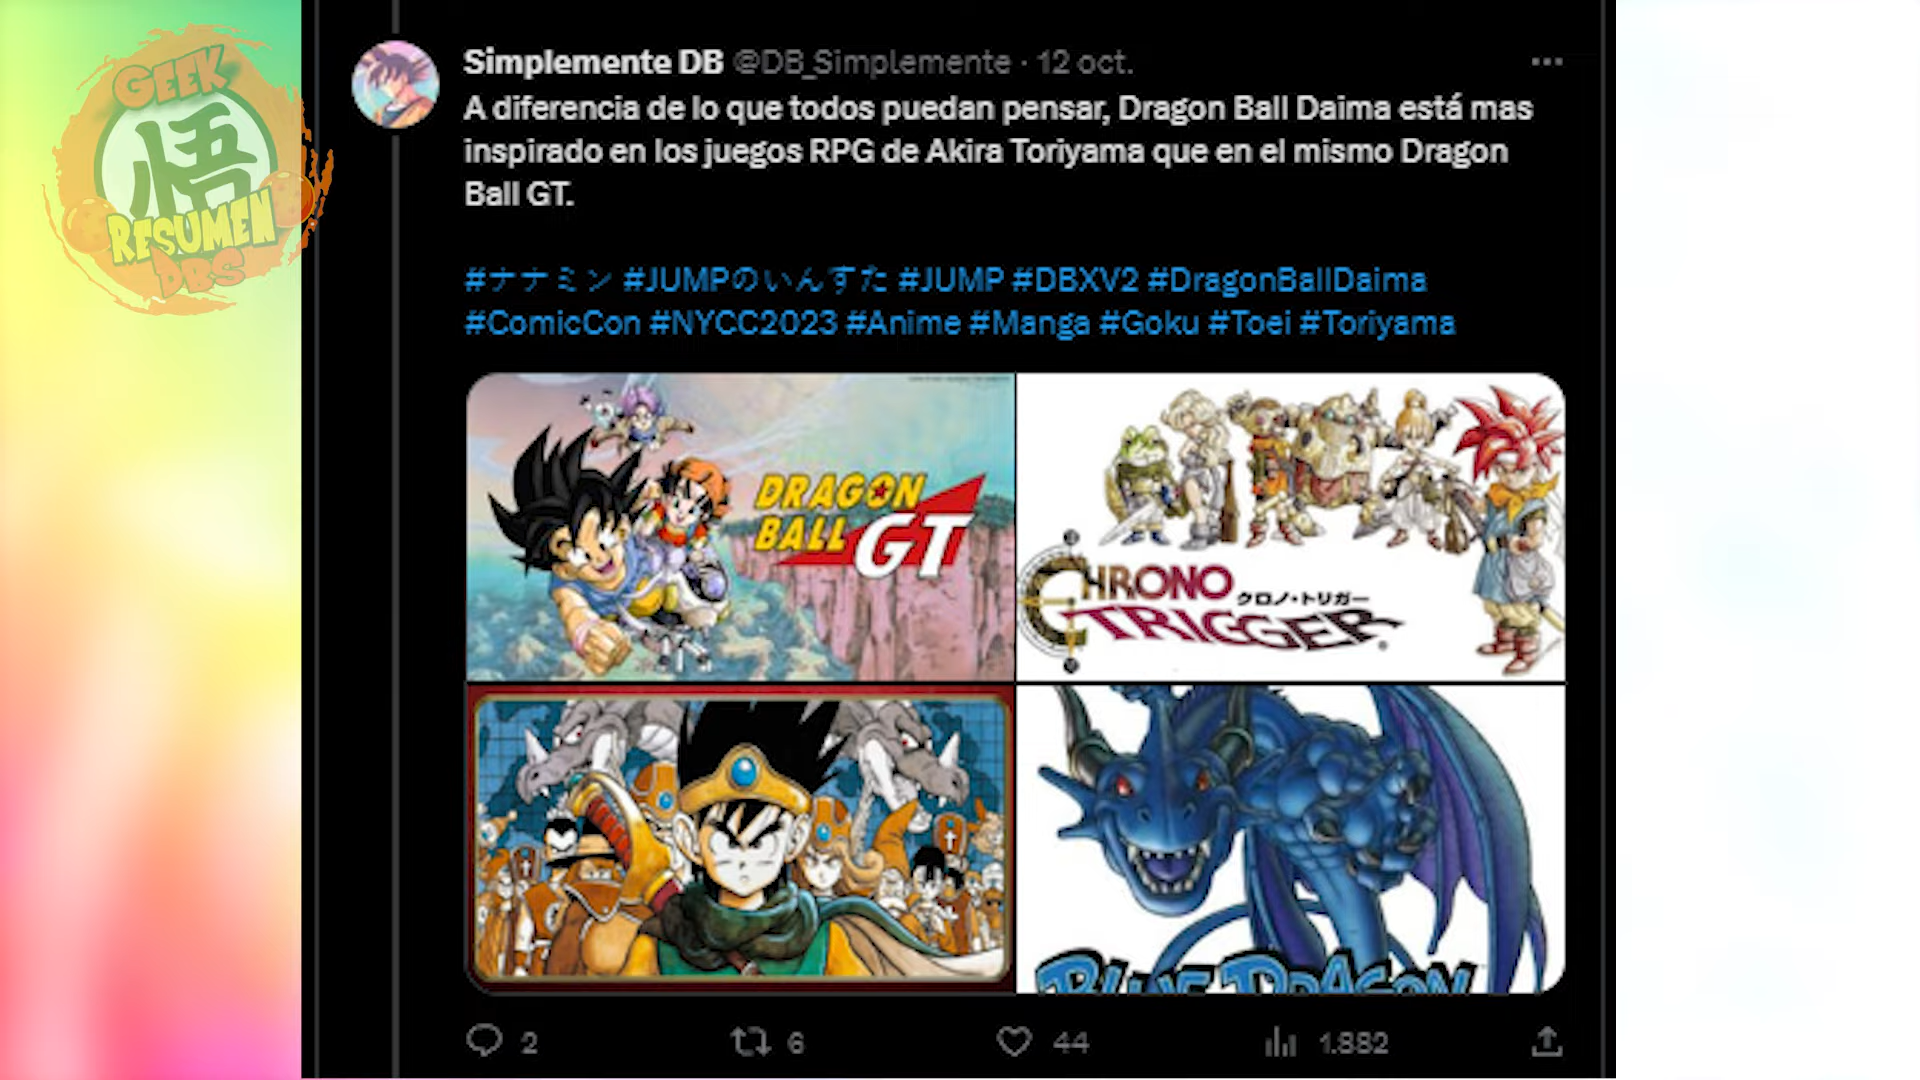 GEEK
悟
RESUMEN
DBS
Simplemente DB @DB_Simplemente · 12 oct.
A diferencia de lo que todos puedan pensar, Dragon Ball Daima está mas
inspirado en los juegos RPG de Akira Toriyama que en el mismo Dragon
Ball GT.
#ナナミン #JUMPのいんすた #JUMP #DBXV2 #DragonBallDaima
#ComicCon #NYCC2023 #Anime #Manga #Goku #Toei #Toriyama
DRAGON
BALL GT
CHRONO
クロノ・トリガー
TRIGGER
BLUE DRAGON
2 6 44 1.882